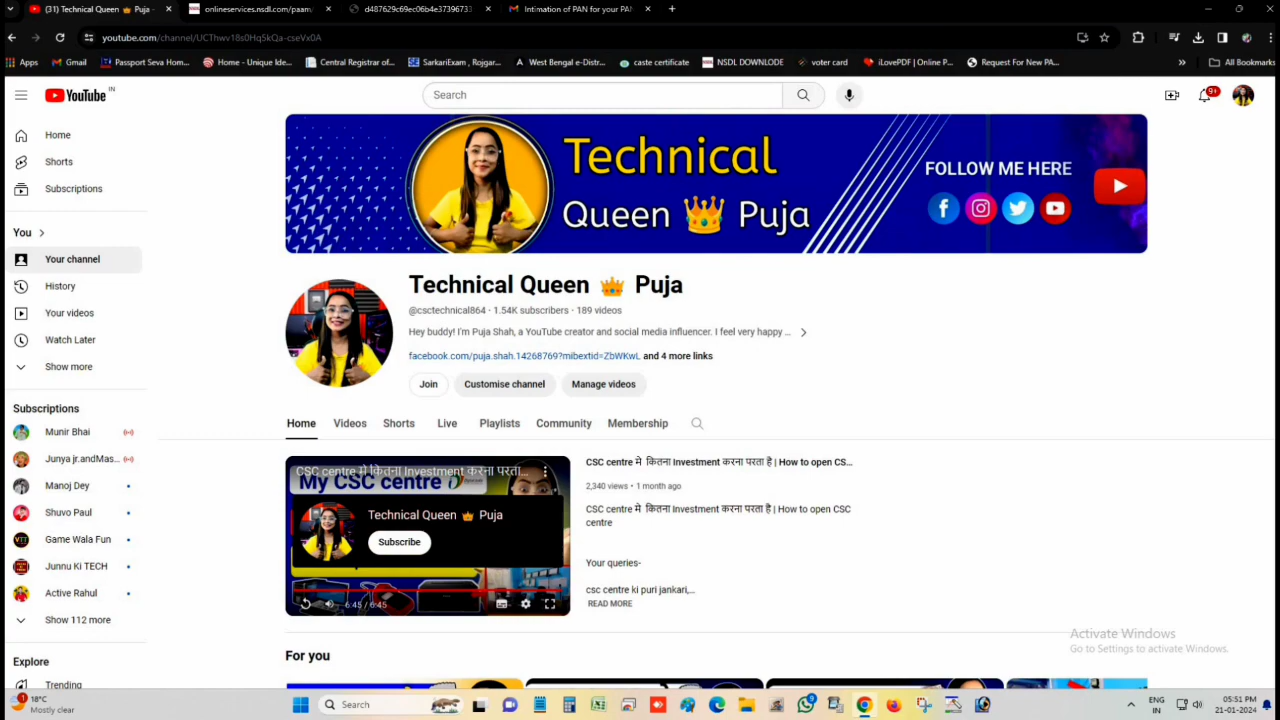 (31) Technical Queen 👑 Puja -
onlineservices.nsdl.com/paam/
d487629c69ec06b4e37396733
Intimation of PAN for your PAN
youtube.com/channel/UCThwv18s0Hq5kQa-cseVx0A
Apps
Gmail
Passport Seva Hom...
Home - Unique Ide...
Central Registrar of...
SarkariExam , Rojgar...
West Bengal e-Distr...
caste certificate
NSDL DOWNLODE
voter card
iLovePDF | Online P...
Request For New PA...
»
All Bookmarks
YouTube IN
Search
9+
Home
Shorts
Subscriptions
You
Your channel
History
Your videos
Watch Later
Show more
Subscriptions
Munir Bhai
Junya jr.andMas...
Manoj Dey
Shuvo Paul
Game Wala Fun
Junnu Ki TECH
Active Rahul
Show 112 more
Explore
Trending
Technical
Queen 👑 Puja
FOLLOW ME HERE
Technical Queen 👑 Puja
@csctechnical864 · 1.54K subscribers · 189 videos
Hey buddy! I'm Puja Shah, a YouTube creator and social media influencer. I feel very happy ...
facebook.com/puja.shah.14268769?mibextid=ZbWKwL and 4 more links
Join
Customise channel
Manage videos
Home
Videos
Shorts
Live
Playlists
Community
Membership
CSC centre मे कितना Investment करना परता...
My CSC centre
Technical Queen 👑 Puja
Subscribe
6:45 / 6:45
CSC centre मे कितना Investment करना परता है | How to open CS...
2,340 views • 1 month ago
CSC centre मे कितना Investment करना परता है | How to open CSC
centre
Your queries-
csc centre ki puri jankari,...
READ MORE
For you
Activate Windows
Go to Settings to activate Windows.
1
18°C
Mostly clear
Search
9
ENG
IN
05:51 PM
21-01-2024